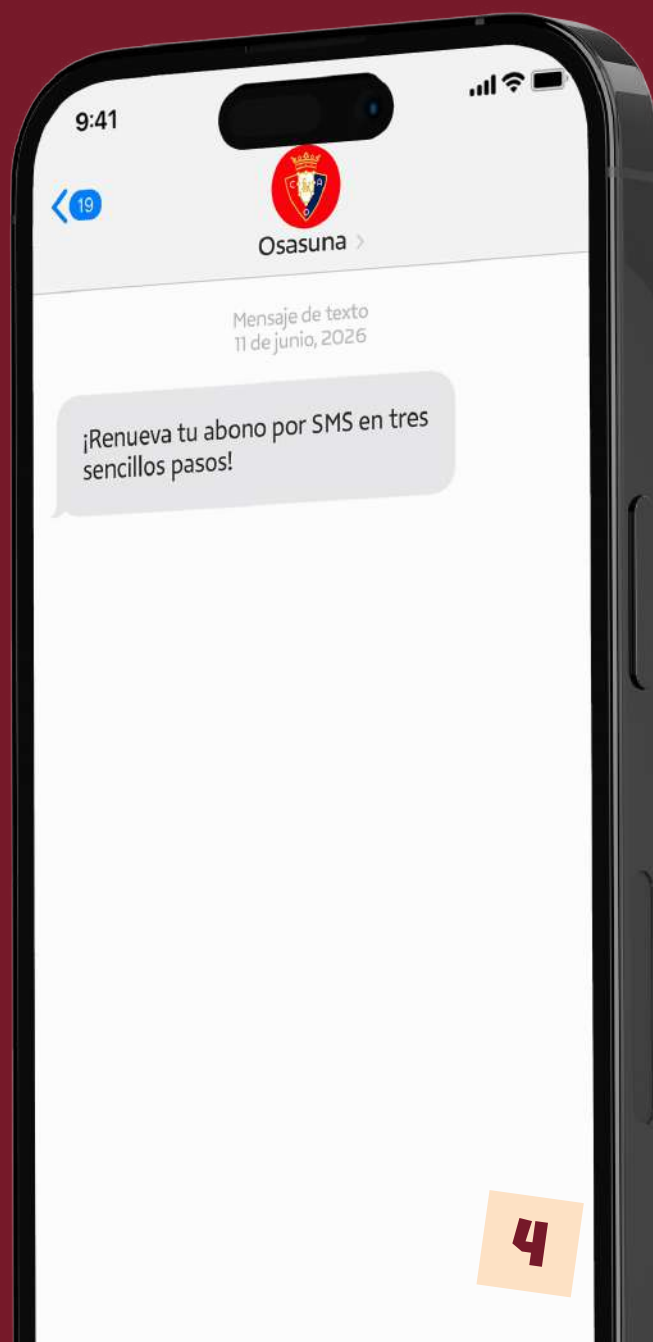 9:41
19
Osasuna
Mensaje de texto
11 de junio, 2026
¡Renueva tu abono por SMS en tres
sencillos pasos!
4